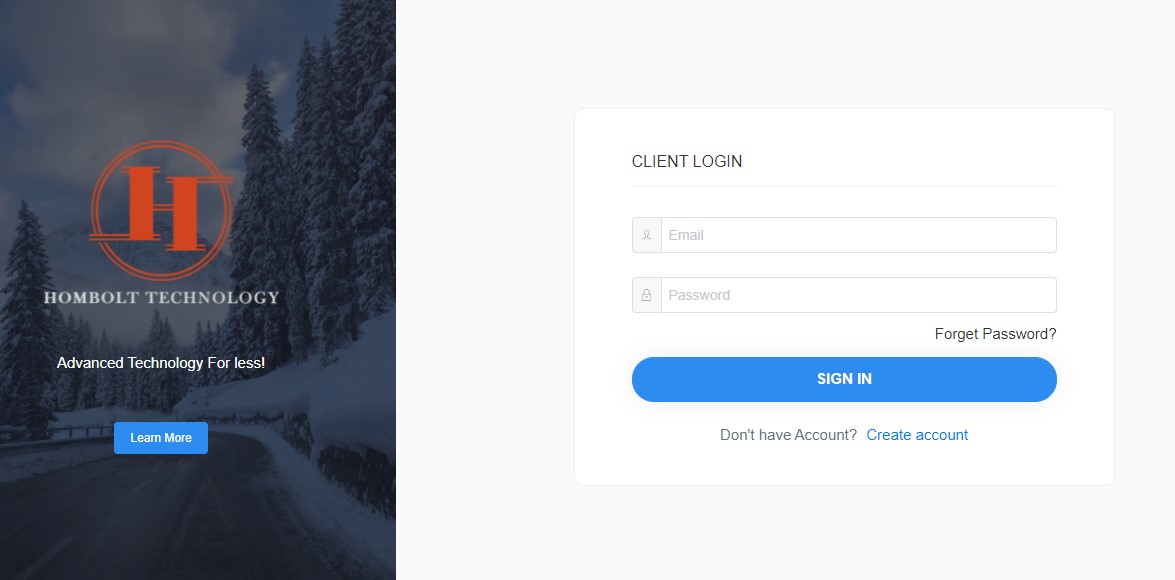 H
HOMBOLT TECHNOLOGY
Advanced Technology For less!
Learn More
CLIENT LOGIN
Email
Password
Forget Password?
SIGN IN
Don't have Account? Create account